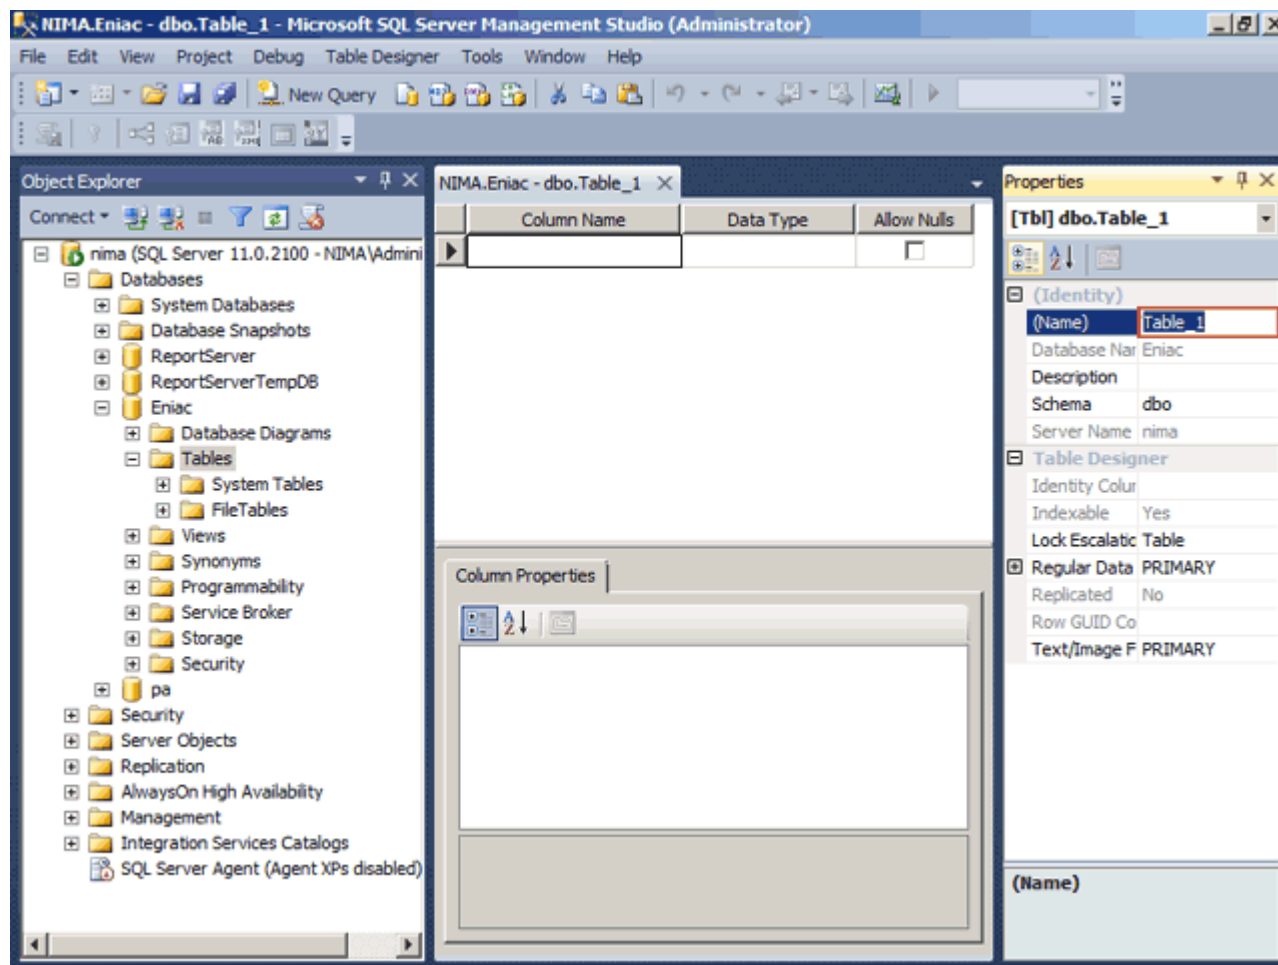 NIMA.Eniac - dbo.Table_1 - Microsoft SQL Server Management Studio (Administrator)
File Edit View Project Debug Table Designer Tools Window Help
New Query
Object Explorer
Connect
nima (SQL Server 11.0.2100 - NIMA\Admini
Databases
System Databases
Database Snapshots
ReportServer
ReportServerTempDB
Eniac
Database Diagrams
Tables
System Tables
FileTables
Views
Synonyms
Programmability
Service Broker
Storage
Security
pa
Security
Server Objects
Replication
AlwaysOn High Availability
Management
Integration Services Catalogs
SQL Server Agent (Agent XPs disabled)
NIMA.Eniac - dbo.Table_1
Column Name Data Type Allow Nulls
Column Properties
Properties
[Tbl] dbo.Table_1
(Identity)
(Name) Table_1
Database Nar Eniac
Description
Schema dbo
Server Name nima
Table Designer
Identity Colur
Indexable Yes
Lock Escalatic Table
Regular Data PRIMARY
Replicated No
Row GUID Co
Text/Image F PRIMARY
(Name)